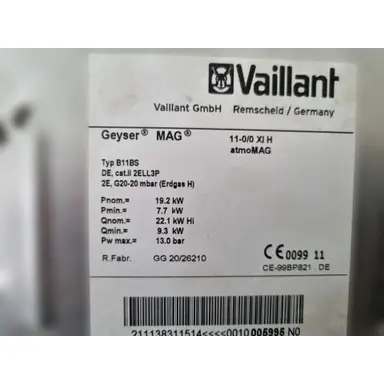 Vaillant
Vaillant GmbH Remscheid / Germany
Geyser® MAG® 11-0/0 XI H
atmoMAG
Typ B11BS
DE, cat.II 2ELL3P
2E, G20-20 mbar (Erdgas H)
Pnom.= 19.2 kW
Pmin.= 7.7 kW
Qnom.= 22.1 kW Hi
Qmin.= 9.3 kW
Pw max.= 13.0 bar
R.Fabr. GG 20/26210
CE 0099 11
CE-99BP821 . DE
211138311514<<<<0010005995N0